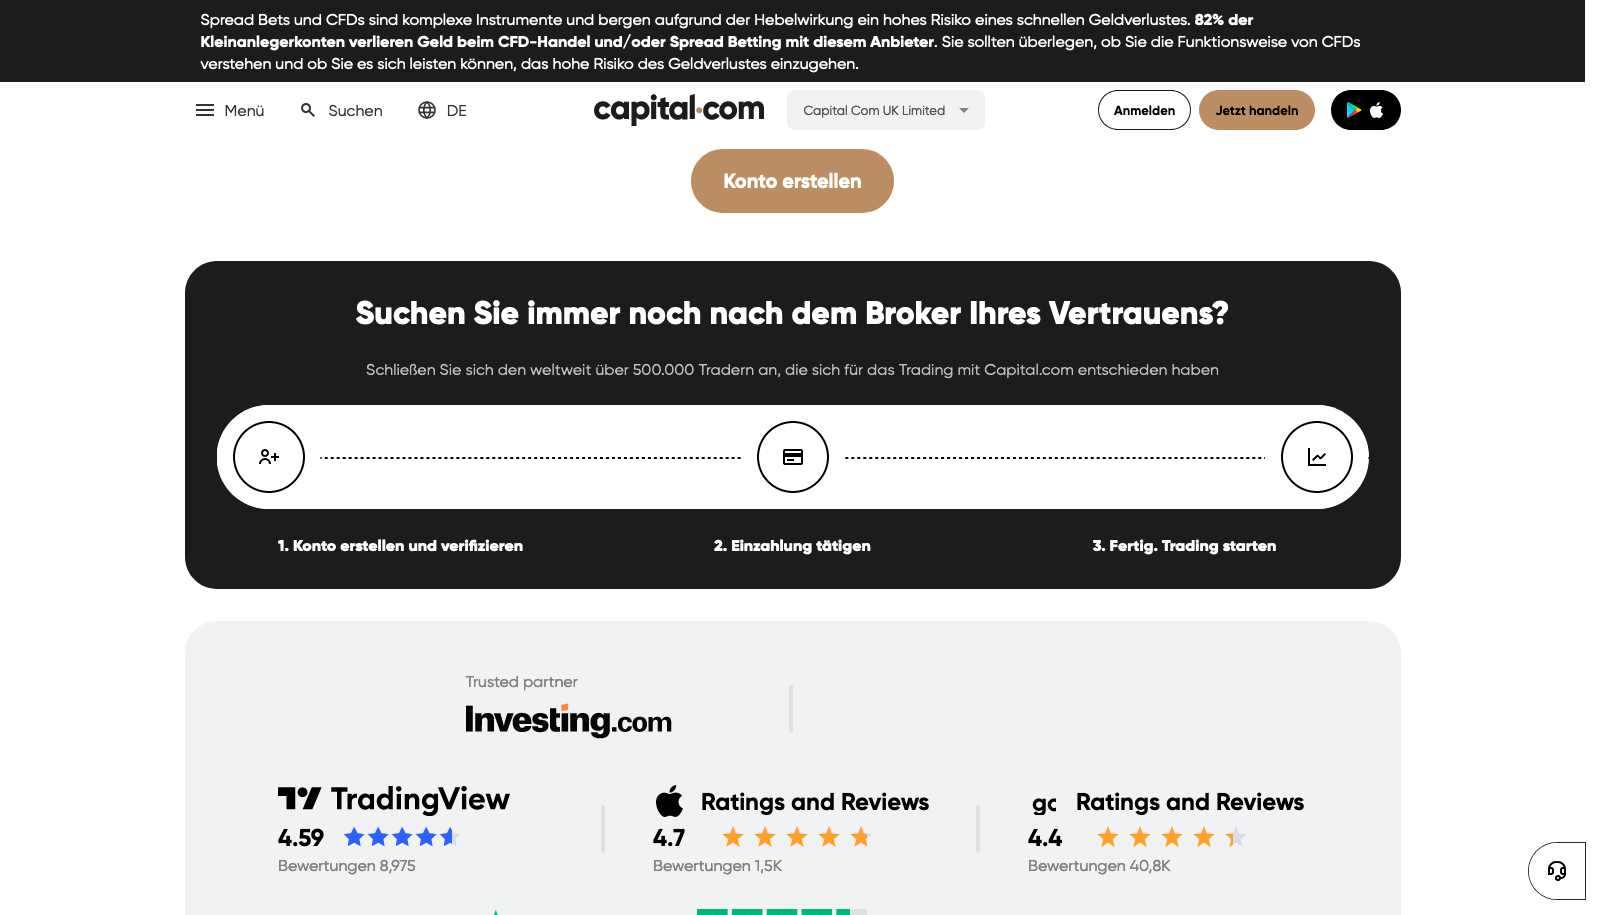 Spread Bets und CFDs sind komplexe Instrumente und bergen aufgrund der Hebelwirkung ein hohes Risiko eines schnellen Geldverlustes. 82% der
Kleinanlegerkonten verlieren Geld beim CFD-Handel und/oder Spread Betting mit diesem Anbieter. Sie sollten überlegen, ob Sie die Funktionsweise von CFDs
verstehen und ob Sie es sich leisten können, das hohe Risiko des Geldverlustes einzugehen.
Menü Suchen DE capital.com Capital Com UK Limited Anmelden Jetzt handeln
Konto erstellen
Suchen Sie immer noch nach dem Broker Ihres Vertrauens?
Schließen Sie sich den weltweit über 500.000 Tradern an, die sich für das Trading mit Capital.com entschieden haben
1. Konto erstellen und verifizieren 2. Einzahlung tätigen 3. Fertig. Trading starten
Trusted partner
Investing.com
TradingView Ratings and Reviews Ratings and Reviews
4.59 4.7 4.4
Bewertungen 8,975 Bewertungen 1,5K Bewertungen 40,8K